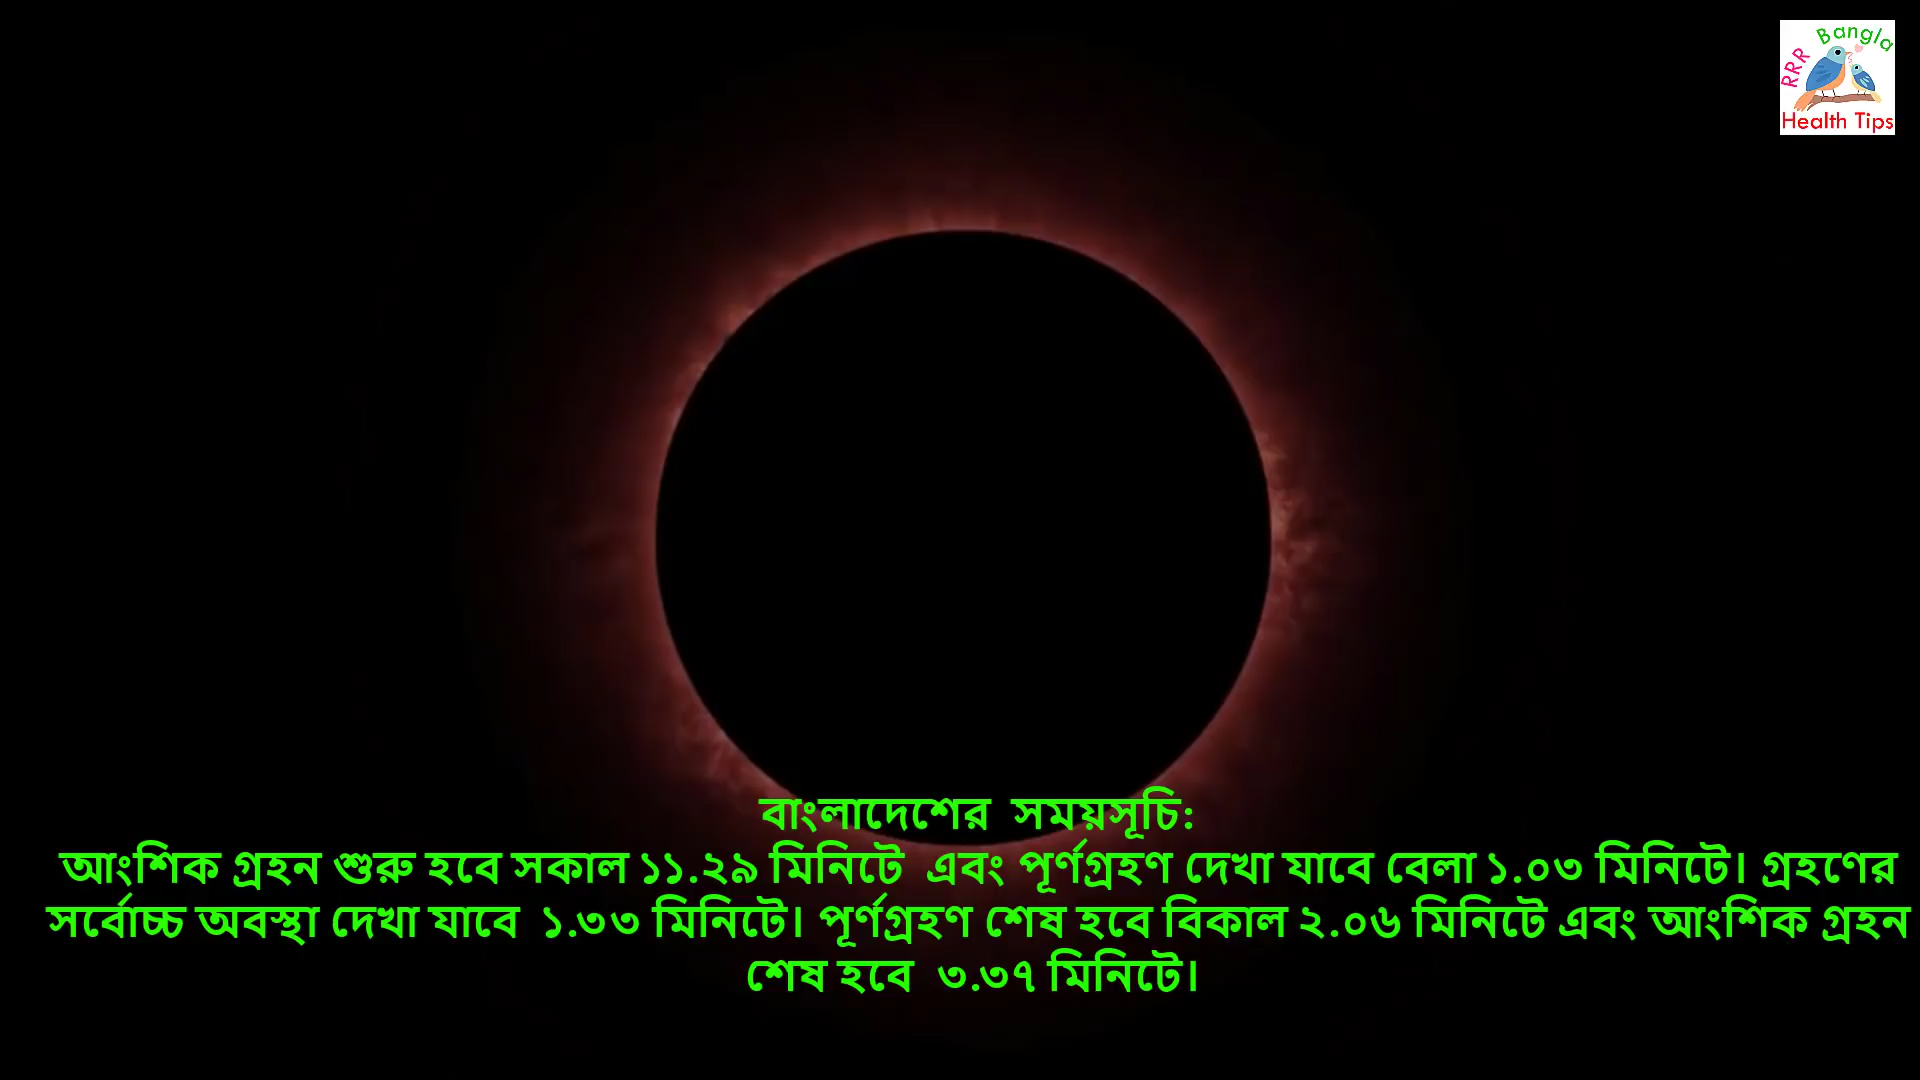 RRR Bangla
Health Tips
বাংলাদেশের সময়সূচি:
আংশিক গ্রহন শুরু হবে সকাল ১১.২৯ মিনিটে এবং পূর্ণগ্রহণ দেখা যাবে বেলা ১.০৩ মিনিটে। গ্রহণের
সর্বোচ্চ অবস্থা দেখা যাবে ১.৩৩ মিনিটে। পূর্ণগ্রহণ শেষ হবে বিকাল ২.০৬ মিনিটে এবং আংশিক গ্রহন
শেষ হবে ৩.৩৭ মিনিটে।